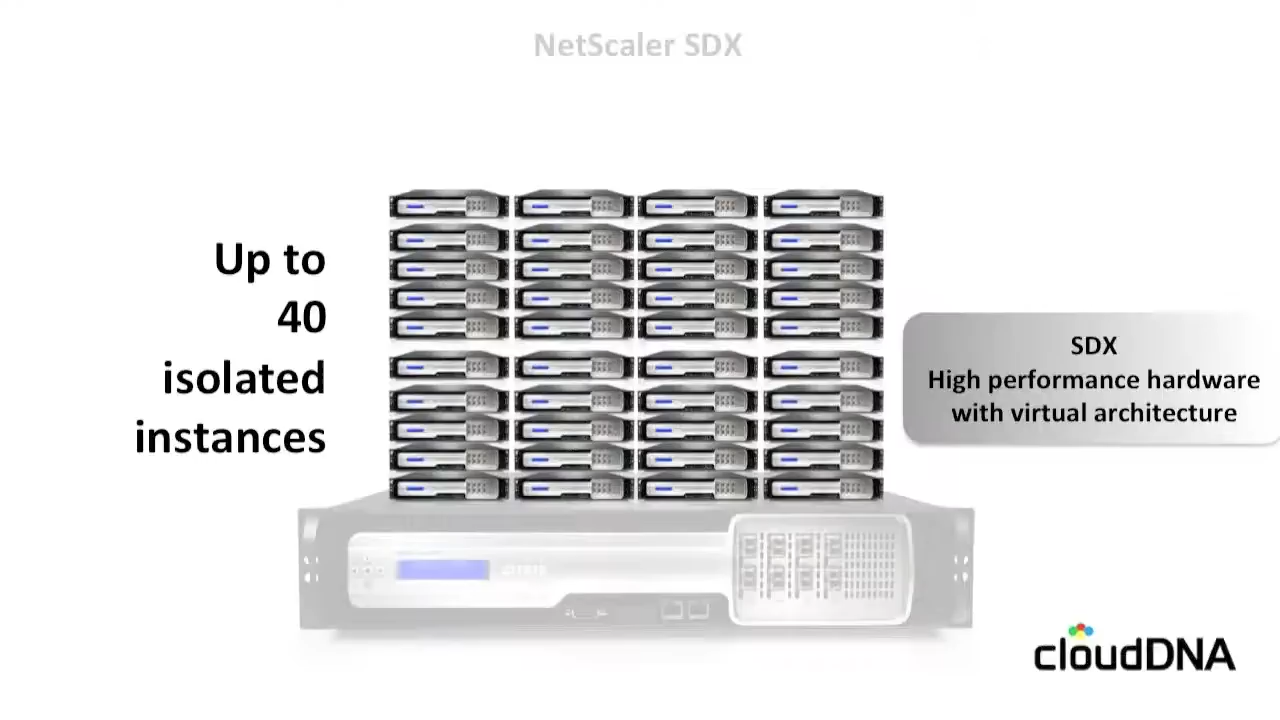 NetScaler SDX
Up to
40
isolated
instances
SDX
High performance hardware
with virtual architecture
cloudDNA